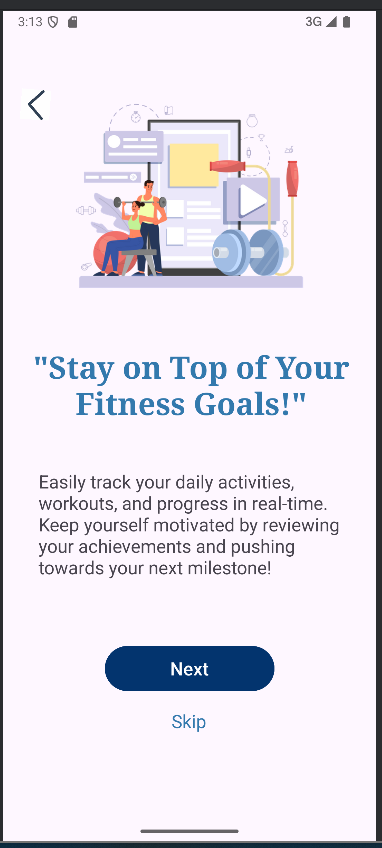 3:13 3G
"Stay on Top of Your
Fitness Goals!"
Easily track your daily activities,
workouts, and progress in real-time.
Keep yourself motivated by reviewing
your achievements and pushing
towards your next milestone!
Next
Skip